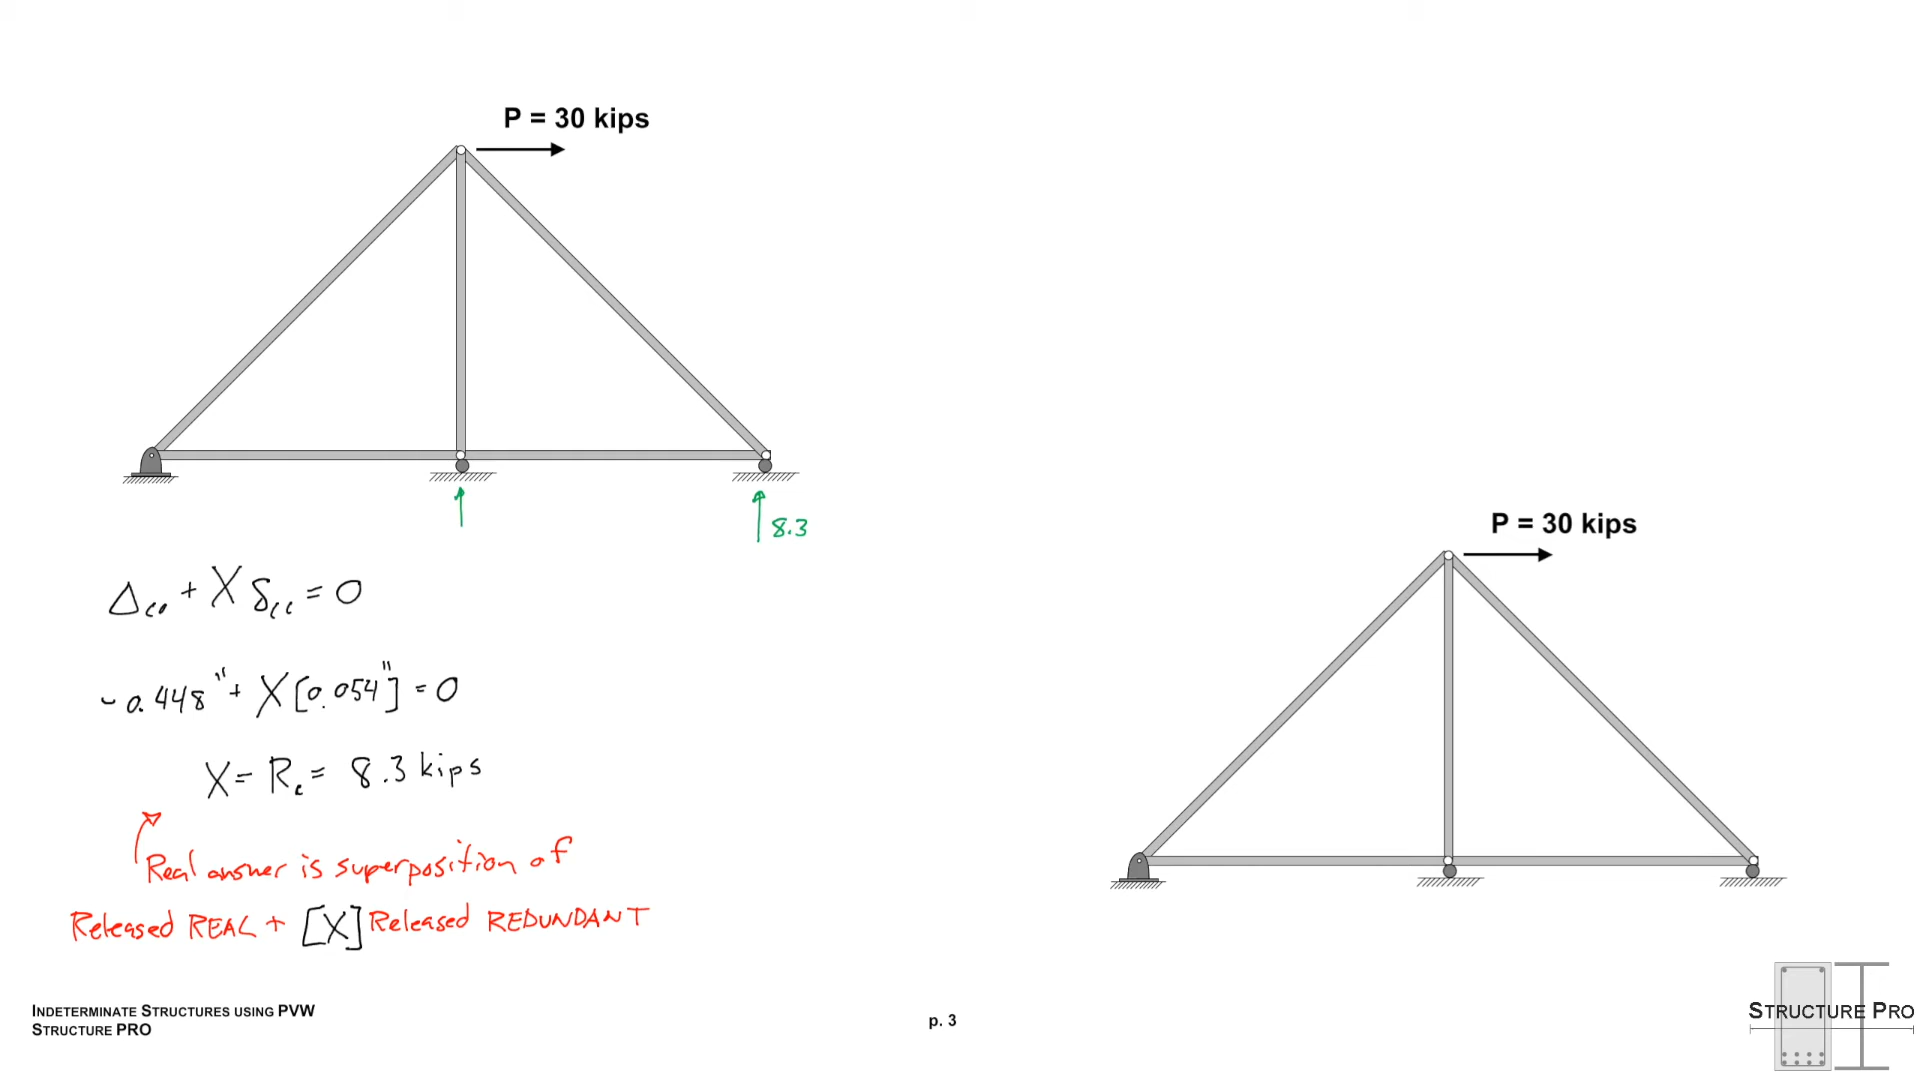 P = 30 kips
8.3
Δco + X δcc = 0
-0.448" + X[0.054"] = 0
X = Rc = 8.3 kips
Real answer is superposition of
Released REAL + [X] Released REDUNDANT
P = 30 kips
INDETERMINATE STRUCTURES USING PVW
STRUCTURE PRO
p. 3
STRUCTURE PRO